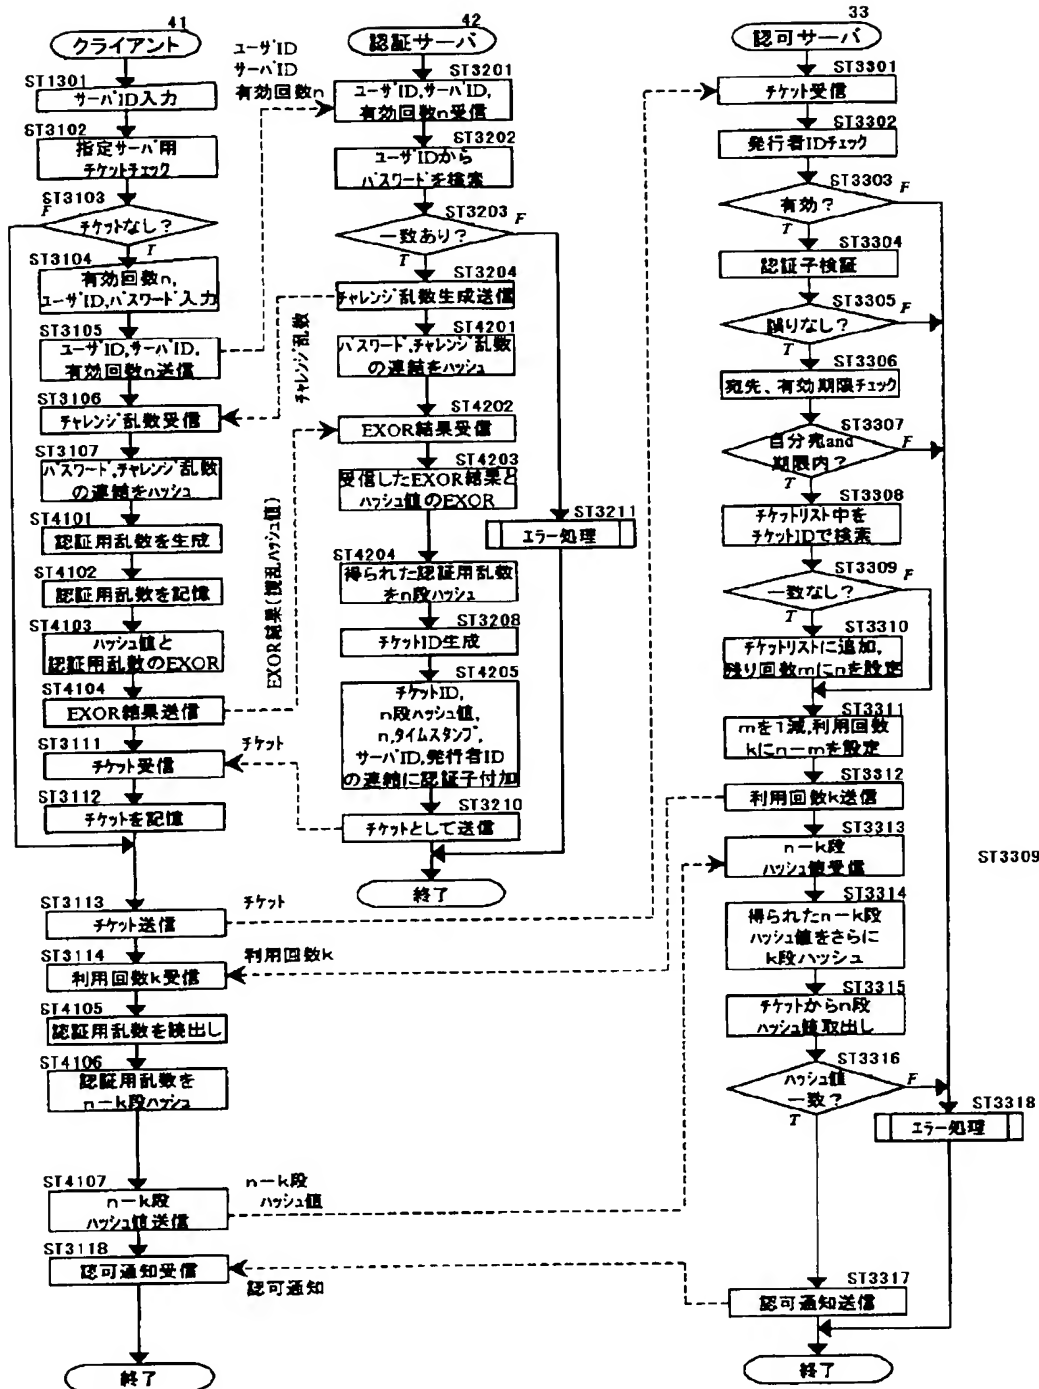 41
クライアント
ST1301
サーバID入力
ST3102
指定サーバ用
チケットチェック
ST3103
F
チケットなし?
T
ST3104
有効回数n,
ユーザID,パスワード入力
ST3105
ユーザID,サーバID,
有効回数n送信
ST3106
チャレンジ乱数受信
ST3107
パスワード,チャレンジ乱数
の連結をハッシュ
ST4101
認証用乱数を生成
ST4102
認証用乱数を記憶
ST4103
ハッシュ値と
認証用乱数のEXOR
ST4104
EXOR結果送信
ST3111
チケット受信
ST3112
チケットを記憶
ST3113
チケット送信
ST3114
利用回数k受信
ST4105
認証用乱数を読出し
ST4106
認証用乱数を
n-k段ハッシュ
ST4107
n-k段
ハッシュ値送信
ST3118
認可通知受信
終了
ユーザID
サーバID
有効回数n
チャレンジ乱数
EXOR結果(撹乱ハッシュ値)
チケット
チケット
利用回数k
n-k段
ハッシュ値
認可通知
42
認証サーバ
ST3201
ユーザID,サーバID,
有効回数n受信
ST3202
ユーザIDから
パスワードを検索
ST3203
F
一致あり?
T
ST3204
チャレンジ乱数生成送信
ST4201
パスワード,チャレンジ乱数
の連結をハッシュ
ST4202
EXOR結果受信
ST4203
受信したEXOR結果と
ハッシュ値のEXOR
ST3211
エラー処理
ST4204
得られた認証用乱数
をn段ハッシュ
ST3208
チケットID生成
ST4205
チケットID,
n段ハッシュ値,
n,タイムスタンプ,
サーバID,発行者ID
の連結に認証子付加
ST3210
チケットとして送信
終了
33
認可サーバ
ST3301
チケット受信
ST3302
発行者IDチェック
ST3303
F
有効?
T
ST3304
認証子検証
ST3305
F
誤りなし?
T
ST3306
宛先、有効期限チェック
ST3307
自分宛and
F
期限内?
T
ST3308
チケットリスト中を
チケットIDで検索
ST3309
F
一致なし?
T
ST3310
チケットリストに追加,
残り回数mにnを設定
ST3311
mを1減,利用回数
kにn-mを設定
ST3312
利用回数k送信
ST3313
n-k段
ハッシュ値受信
ST3309
ST3314
得られたn-k段
ハッシュ値をさらに
k段ハッシュ
ST3315
チケットからn段
ハッシュ値取出し
ST3316
ハッシュ値
F
一致?
T
ST3318
エラー処理
ST3317
認可通知送信
終了